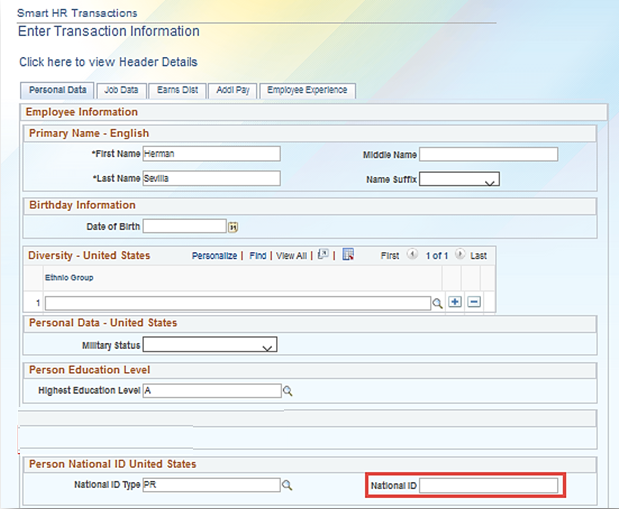 Smart HR Transactions
Enter Transaction Information
Click here to view Header Details
Personal Data Job Data Earns Dist Addl Pay Employee Experience
Employee Information
Primary Name - English
*First Name Herman Middle Name
*Last Name Sevilla Name Suffix
Birthday Information
Date of Birth
Diversity - United States Personalize | Find | View All | | First 1 of 1 Last
Ethnic Group
1
Personal Data - United States
Military Status
Person Education Level
Highest Education Level A
Person National ID United States
National ID Type PR National ID